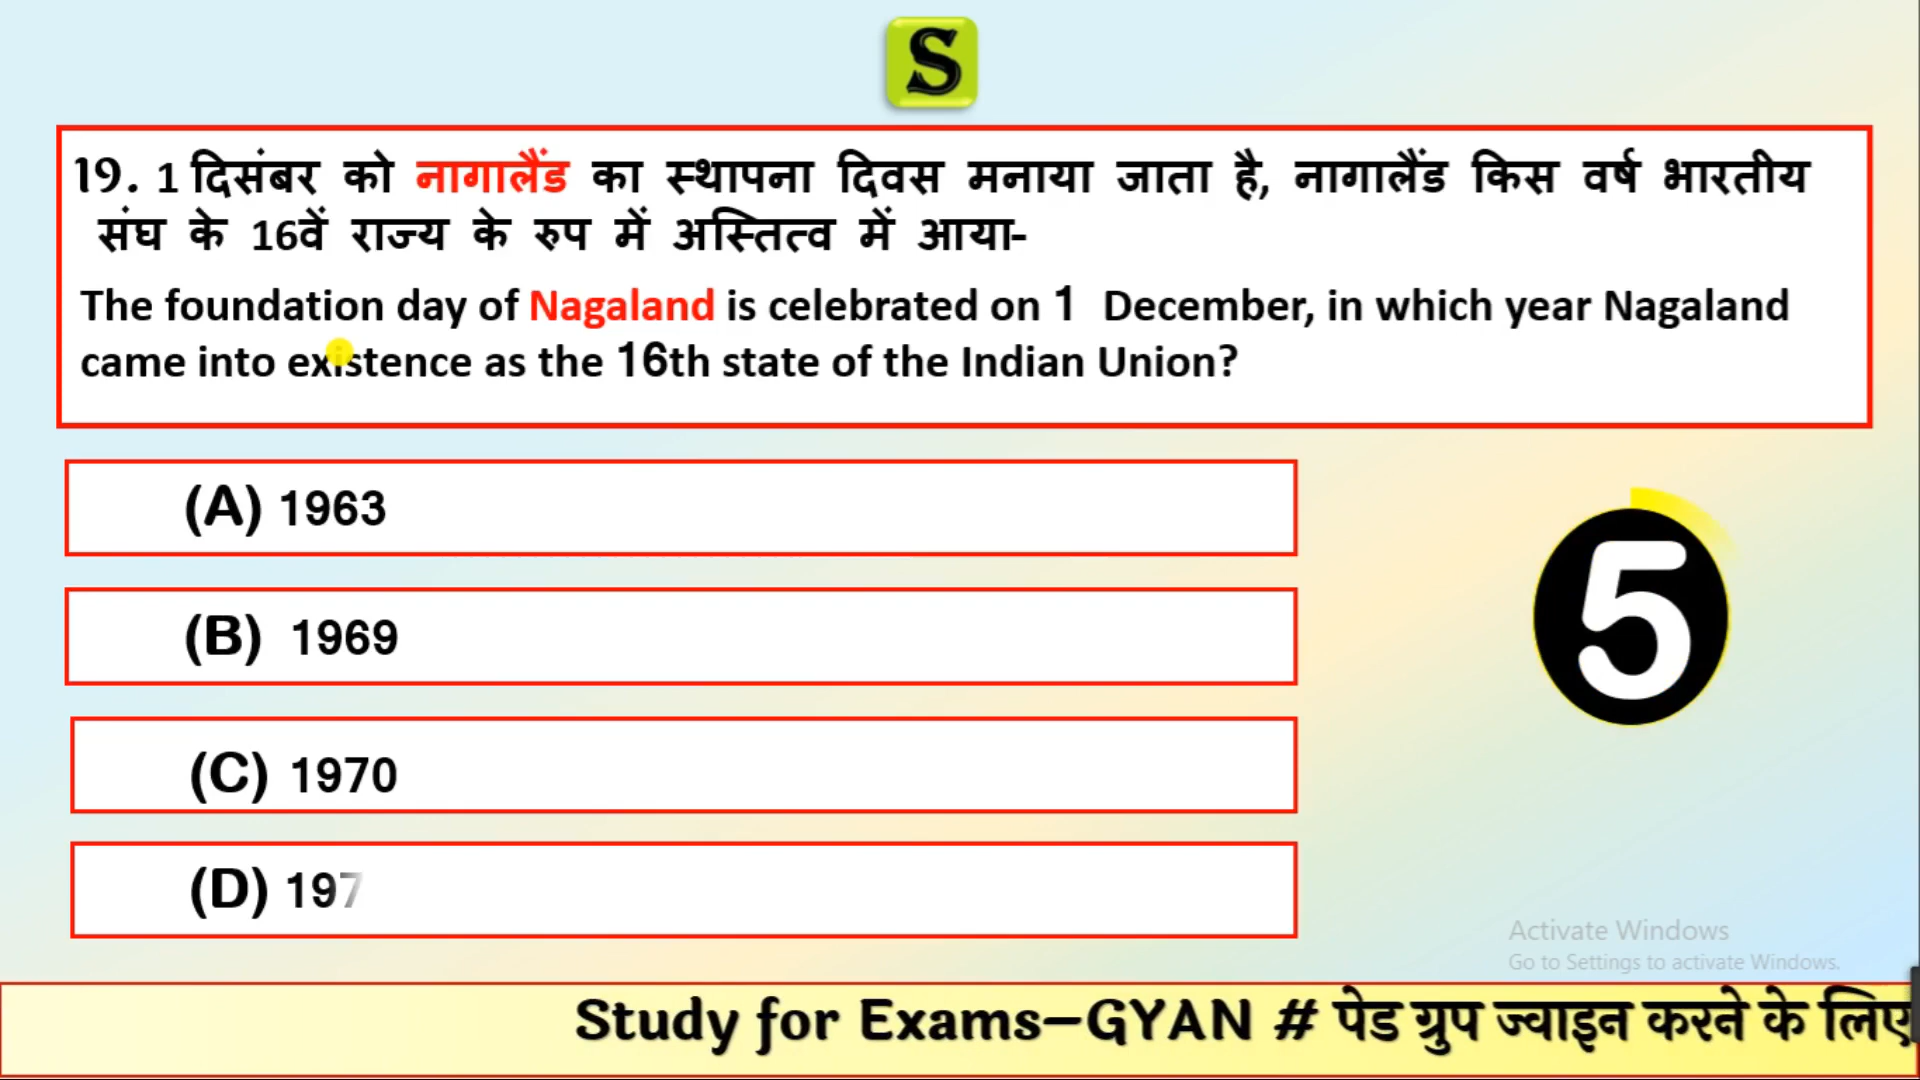 S
19. 1 दिसंबर को नागालैंड का स्थापना दिवस मनाया जाता है, नागालैंड किस वर्ष भारतीय
संघ के 16वें राज्य के रुप में अस्तित्व में आया-
The foundation day of Nagaland is celebrated on 1 December, in which year Nagaland
came into existence as the 16th state of the Indian Union?
(A) 1963
(B) 1969
(C) 1970
(D) 197
5
Activate Windows
Go to Settings to activate Windows.
Study for Exams-GYAN # पेड ग्रुप ज्वाइन करने के लिए